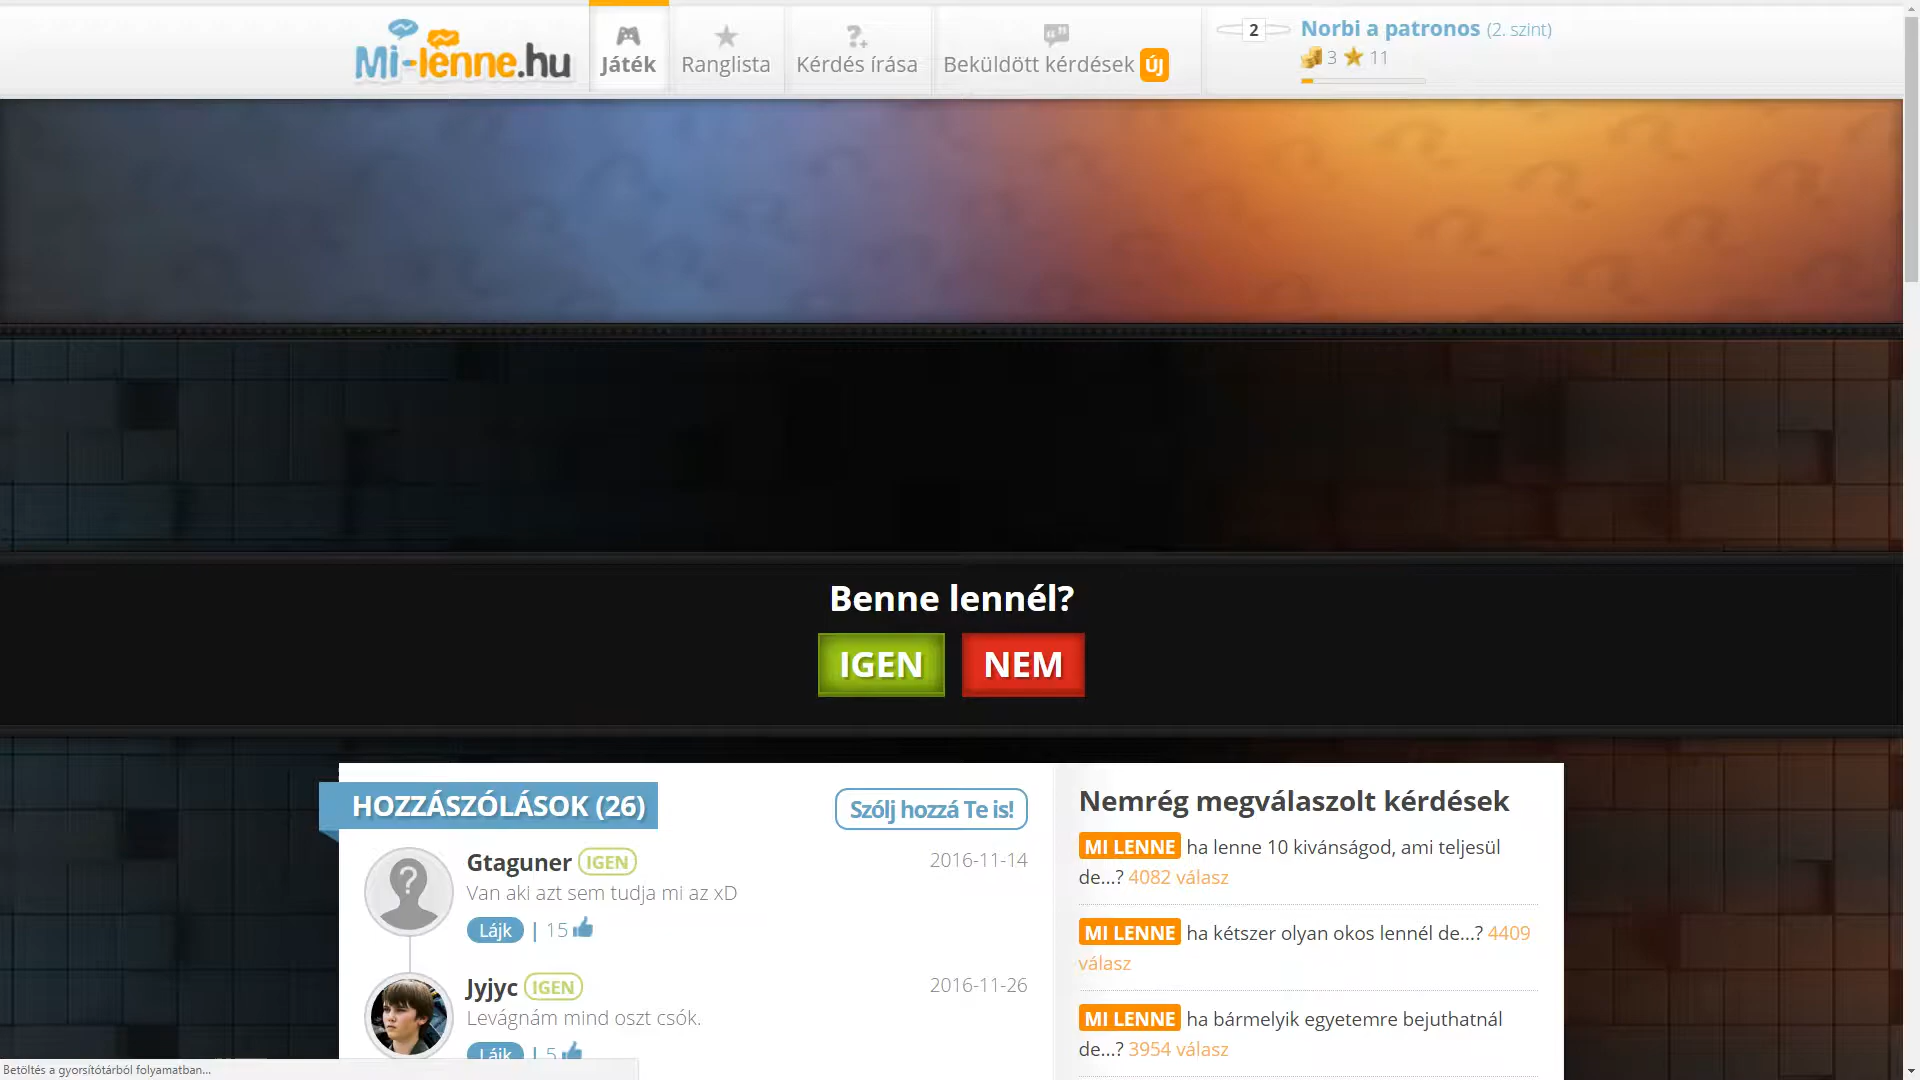 Mi-lenne.hu
Játék
Ranglista
Kérdés írása
Beküldött kérdések ÚJ
2
Norbi a patronos (2. szint)
3 11
Benne lennél?
IGEN NEM
HOZZÁSZÓLÁSOK (26)
Szólj hozzá Te is!
Gtaguner IGEN
2016-11-14
Van aki azt sem tudja mi az xD
Lájk | 15
Jyjyc IGEN
2016-11-26
Levágnám mind oszt csók.
Lájk | 5
Nemrég megválaszolt kérdések
MI LENNE ha lenne 10 kivánságod, ami teljesül
de...? 4082 válasz
MI LENNE ha kétszer olyan okos lennél de...? 4409
válasz
MI LENNE ha bármelyik egyetemre bejuthatnál
de...? 3954 válasz
Betöltés a gyorsítótárból folyamatban...